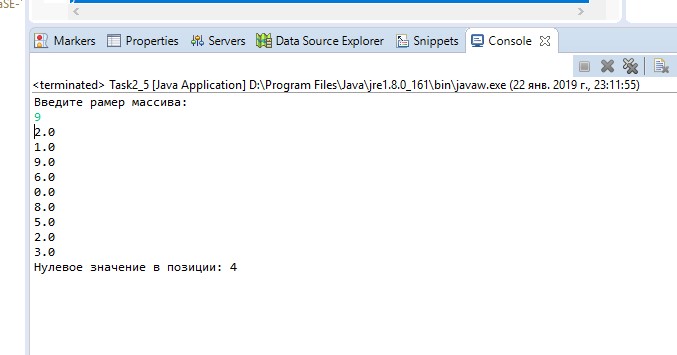 Markers Properties Servers Data Source Explorer Snippets Console
<terminated> Task2_5 [Java Application] D:\Program Files\Java\jre1.8.0_161\bin\javaw.exe (22 янв. 2019 г., 23:11:55)
Введите рамер массива:
9
2.0
1.0
9.0
6.0
0.0
8.0
5.0
2.0
3.0
Нулевое значение в позиции: 4